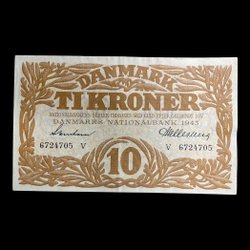 DANMARK
TI KRONER
DANMARKS NATIONALBANK 1943
6724705 V
V 6724705
10